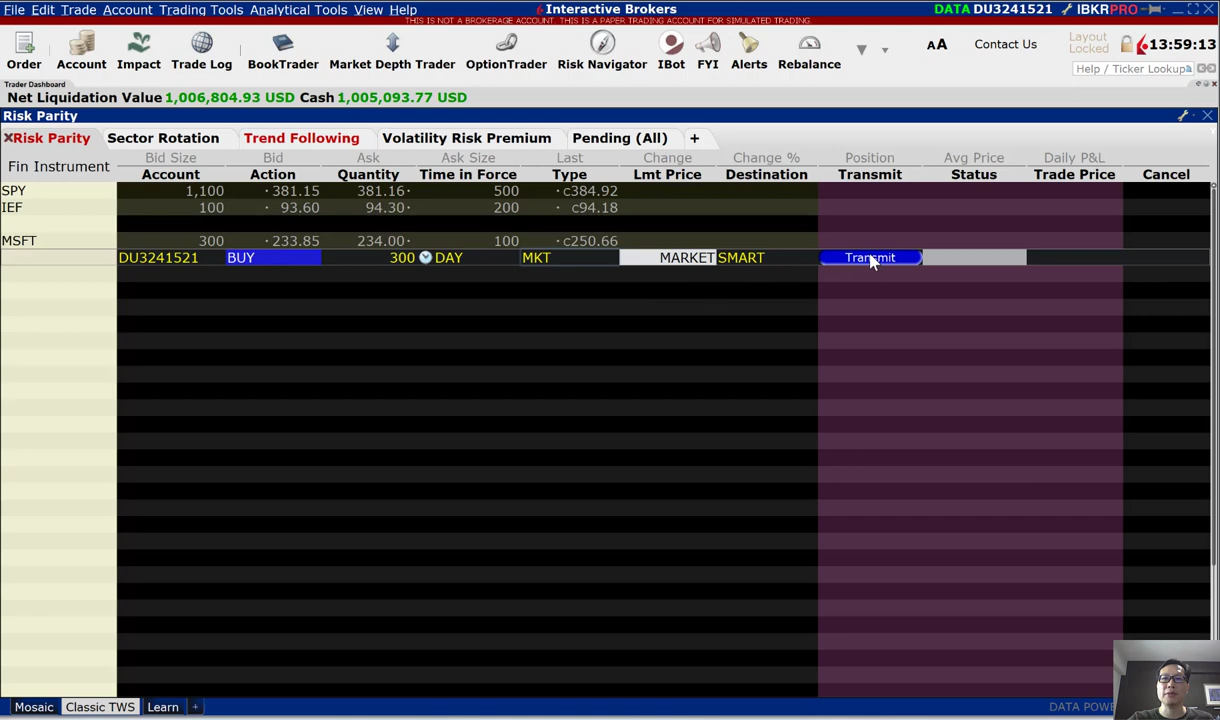 File Edit Trade Account Trading Tools Analytical Tools View Help Interactive Brokers DATA DU3241521 IBKRPRO
THIS IS NOT A BROKERAGE ACCOUNT. THIS IS A PAPER TRADING ACCOUNT FOR SIMULATED TRADING.
Order Account Impact Trade Log BookTrader Market Depth Trader OptionTrader Risk Navigator IBot FYI Alerts Rebalance
AA Contact Us Layout Locked 13:59:13
Help / Ticker Lookup
Trader Dashboard
Net Liquidation Value 1,006,804.93 USD Cash 1,005,093.77 USD
Risk Parity
Risk Parity Sector Rotation Trend Following Volatility Risk Premium Pending (All) +
Fin Instrument
Bid Size Bid Ask Ask Size Last Change Change % Position Avg Price Daily P&L
Account Action Quantity Time in Force Type Lmt Price Destination Transmit Status Trade Price Cancel
SPY 1,100 · 381.15 381.16· 500 · c384.92
IEF 100 · 93.60 94.30· 200 c94.18
MSFT 300 · 233.85 234.00· 100 · c250.66
DU3241521 BUY 300 DAY MKT MARKET SMART Transmit
Mosaic Classic TWS Learn + DATA POWE